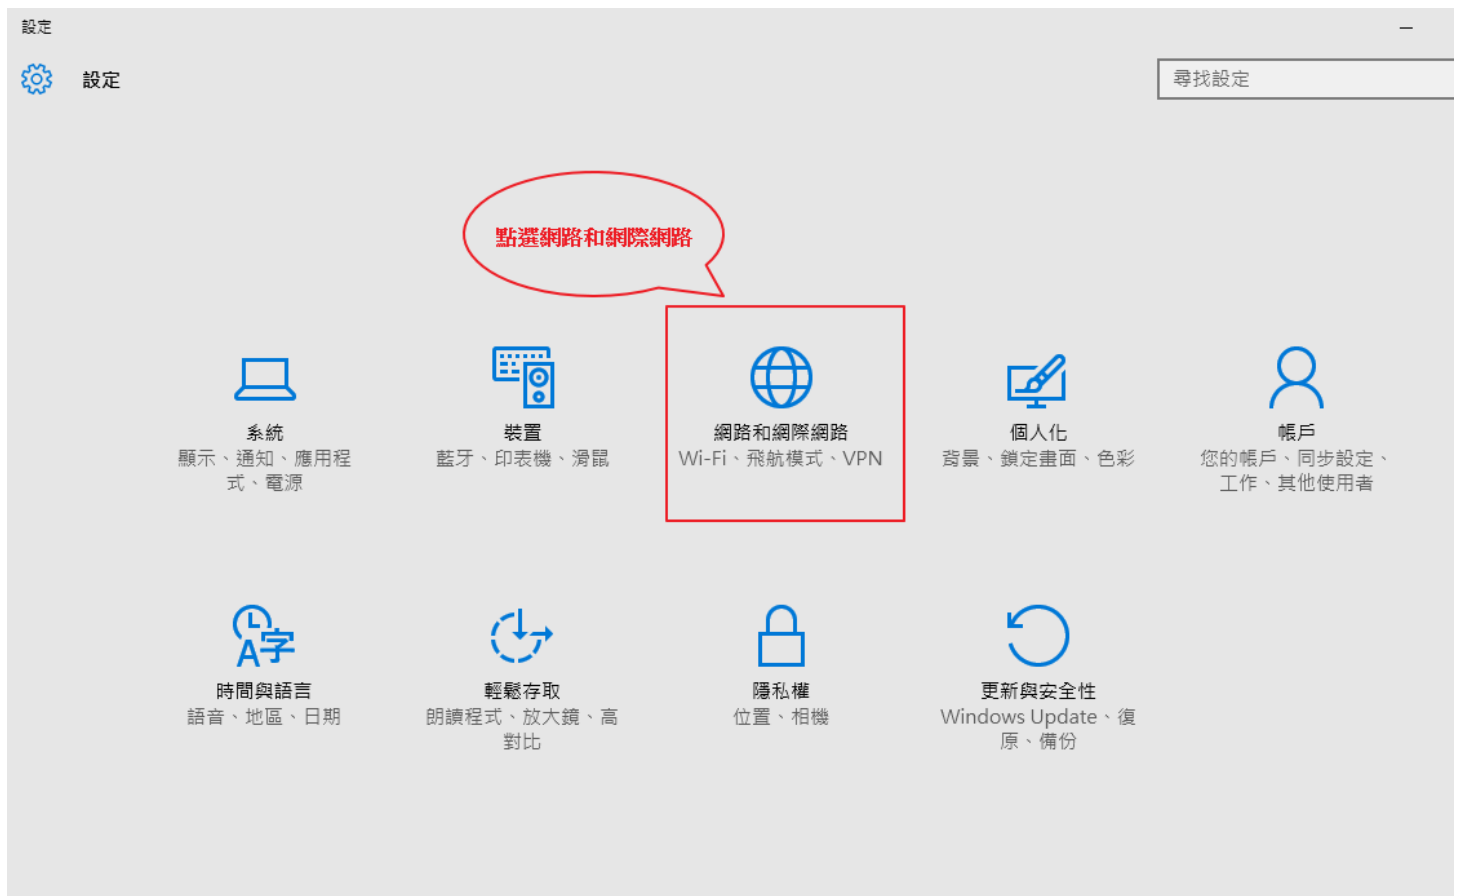 設定
設定
尋找設定
點選網路和網際網路
系統
顯示、通知、應用程
式、電源
裝置
藍牙、印表機、滑鼠
網路和網際網路
Wi-Fi、飛航模式、VPN
個人化
背景、鎖定畫面、色彩
帳戶
您的帳戶、同步設定、
工作、其他使用者
時間與語言
語音、地區、日期
輕鬆存取
朗讀程式、放大鏡、高
對比
隱私權
位置、相機
更新與安全性
Windows Update、復
原、備份